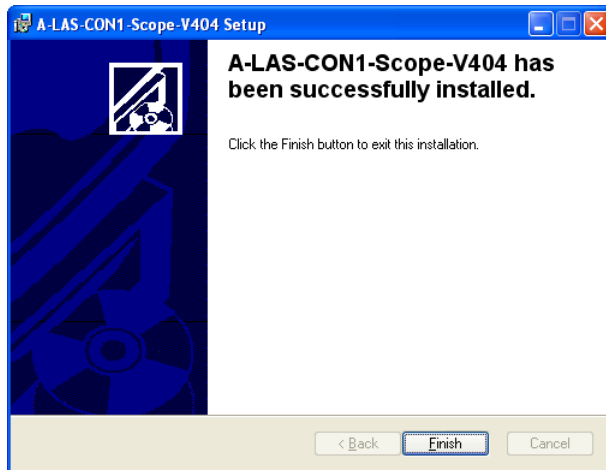 A-LAS-CON1-Scope-V404 Setup
A-LAS-CON1-Scope-V404 has
been successfully installed.
Click the Finish button to exit this installation.
< Back
Finish
Cancel